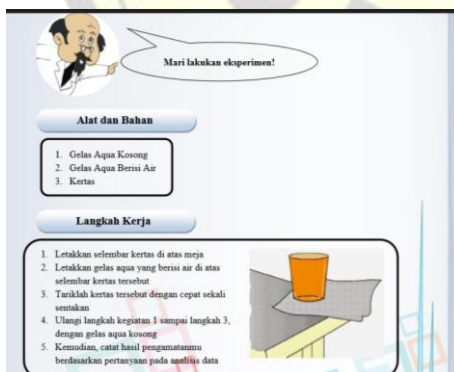 Mari lakukan eksperimen!
Alat dan Bahan
1. Gelas Aqua Kosong
2. Gelas Aqua Berisi Air
3. Kertas
Langkah Kerja
1. Letakkan selembar kertas di atas meja
2. Letakkan gelas aqua yang berisi air di atas
selembar kertas tersebut
3. Tariklah kertas tersebut dengan cepat sekali
sentakan
4. Ulangi langkah kegiatan 1 sampai langkah 3,
dengan gelas aqua kosong
5. Kemudian, catat hasil pengamatanmu
berdasarkan pertanyaan pada analisis data